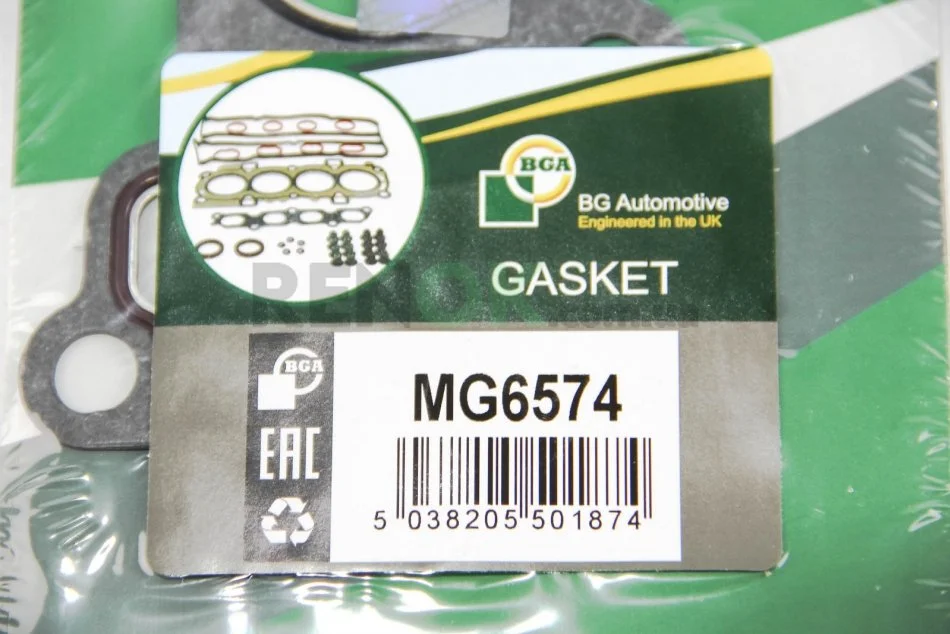 BGA
BG Automotive
Engineered in the UK
GASKET
BGA
MG6574
EAC
5 038205 501874